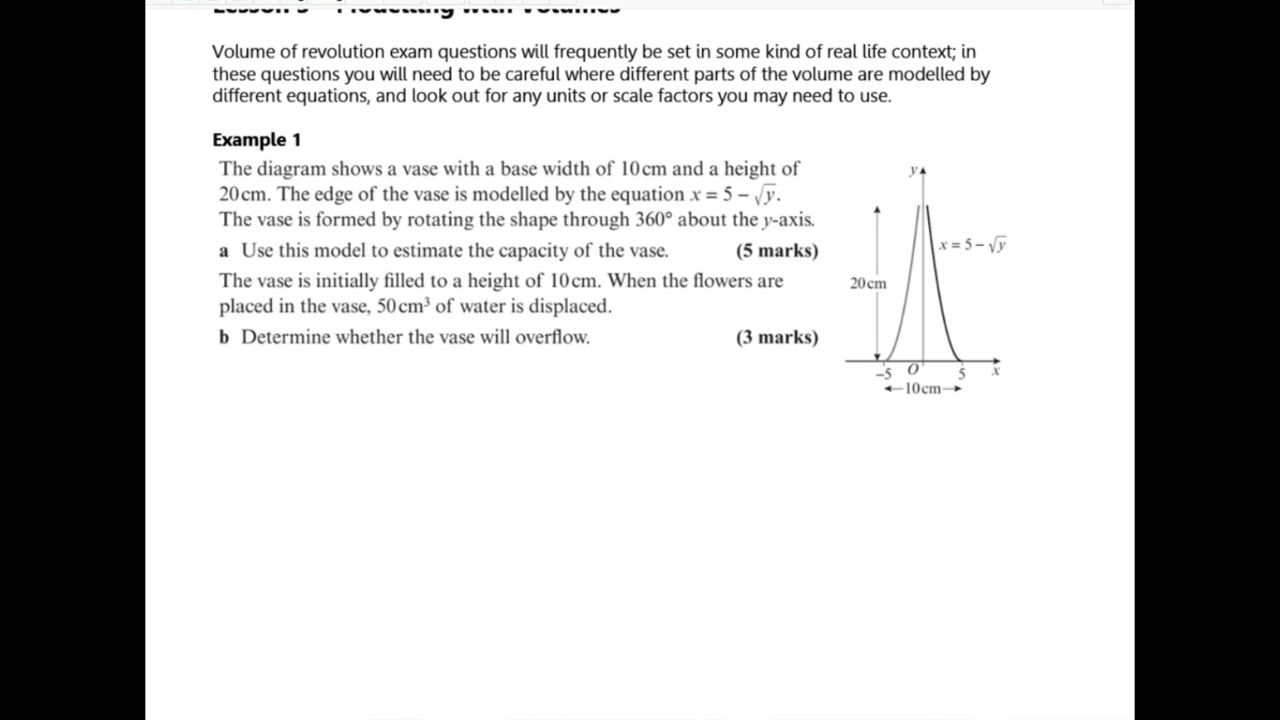 Lesson 3 – Modelling with Volumes
Volume of revolution exam questions will frequently be set in some kind of real life context; in
these questions you will need to be careful where different parts of the volume are modelled by
different equations, and look out for any units or scale factors you may need to use.
Example 1
The diagram shows a vase with a base width of 10 cm and a height of
20 cm. The edge of the vase is modelled by the equation x = 5 – √y.
The vase is formed by rotating the shape through 360° about the y-axis.
a Use this model to estimate the capacity of the vase. (5 marks)
The vase is initially filled to a height of 10 cm. When the flowers are
placed in the vase, 50 cm³ of water is displaced.
b Determine whether the vase will overflow. (3 marks)
y
x = 5 – √y
20 cm
–5 O 5 x
10 cm